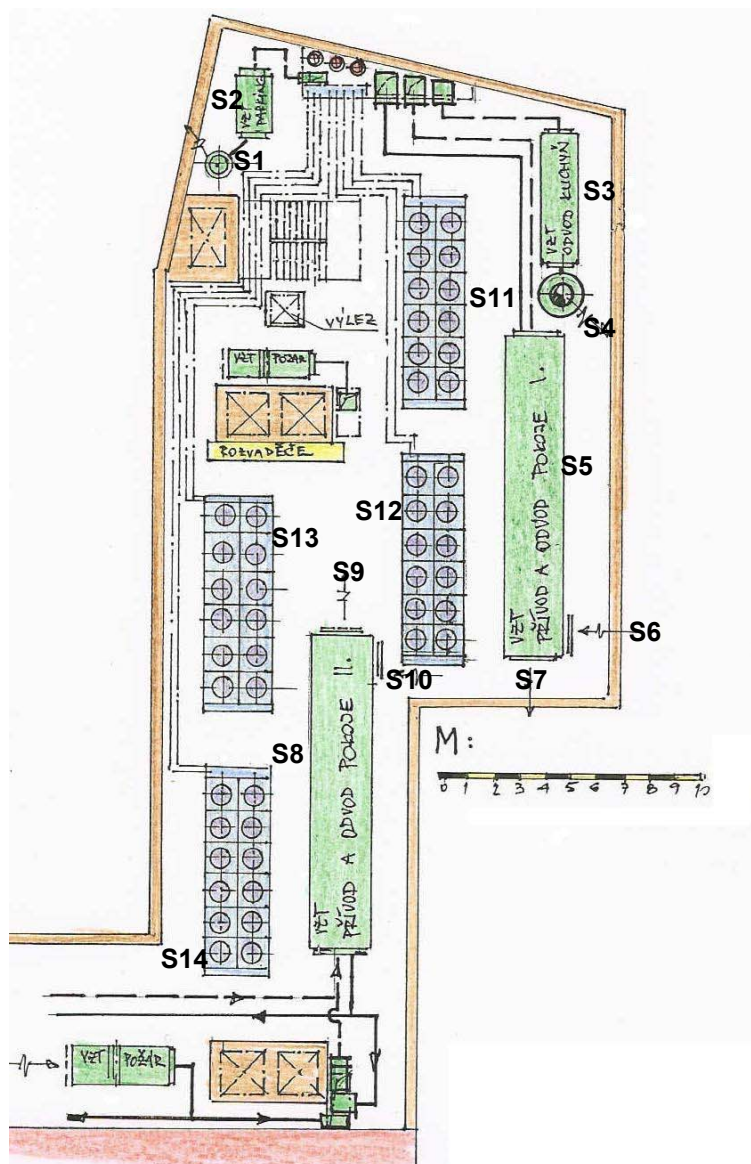 S2
VZT
PARKING
S1
S3
VZT
ODVOD KUCHYŇ
S11
S4
VÝLEZ
VZT POŽAR
ROZVADĚČE
S5
VZT
PŘÍVOD A ODVOD POKOJE I.
S12
S13
S9
S6
S10
S7
M:
0 1 2 3 4 5 6 7 8 9 10
S8
VZT
PŘÍVOD A ODVOD POKOJE II.
S14
VZT POŽAR